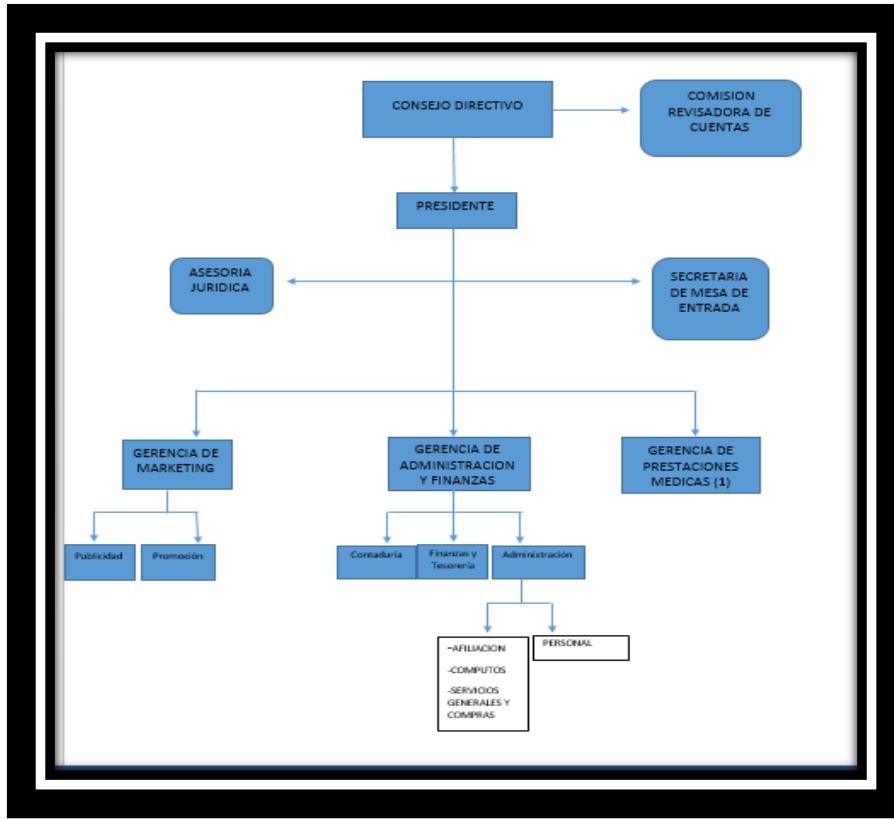 CONSEJO DIRECTIVO
COMISION
REVISADORA DE
CUENTAS
PRESIDENTE
ASESORIA
JURIDICA
SECRETARIA
DE MESA DE
ENTRADA
GERENCIA DE
MARKETING
GERENCIA DE
ADMINISTRACION
Y FINANZAS
GERENCIA DE
PRESTACIONES
MEDICAS (1)
Publicidad
Promoción
Contaduría
Finanzas y
Tesorería
Administración
-AFILIACION
-COMPUTOS
-SERVICIOS
GENERALES Y
COMPRAS
PERSONAL